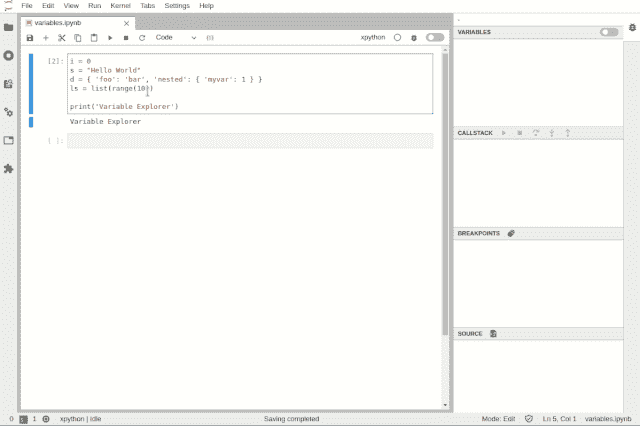 File Edit View Run Kernel Tabs Settings Help
variables.ipynb
Code
xpython
[2]:
i = 0
s = "Hello World"
d = { 'foo': 'bar', 'nested': { 'myvar': 1 } }
ls = list(range(10))
print('Variable Explorer')
Variable Explorer
[ ]:
VARIABLES
CALLSTACK
BREAKPOINTS
SOURCE
0 1 xpython | Idle Saving completed Mode: Edit Ln 5, Col 1 variables.ipynb